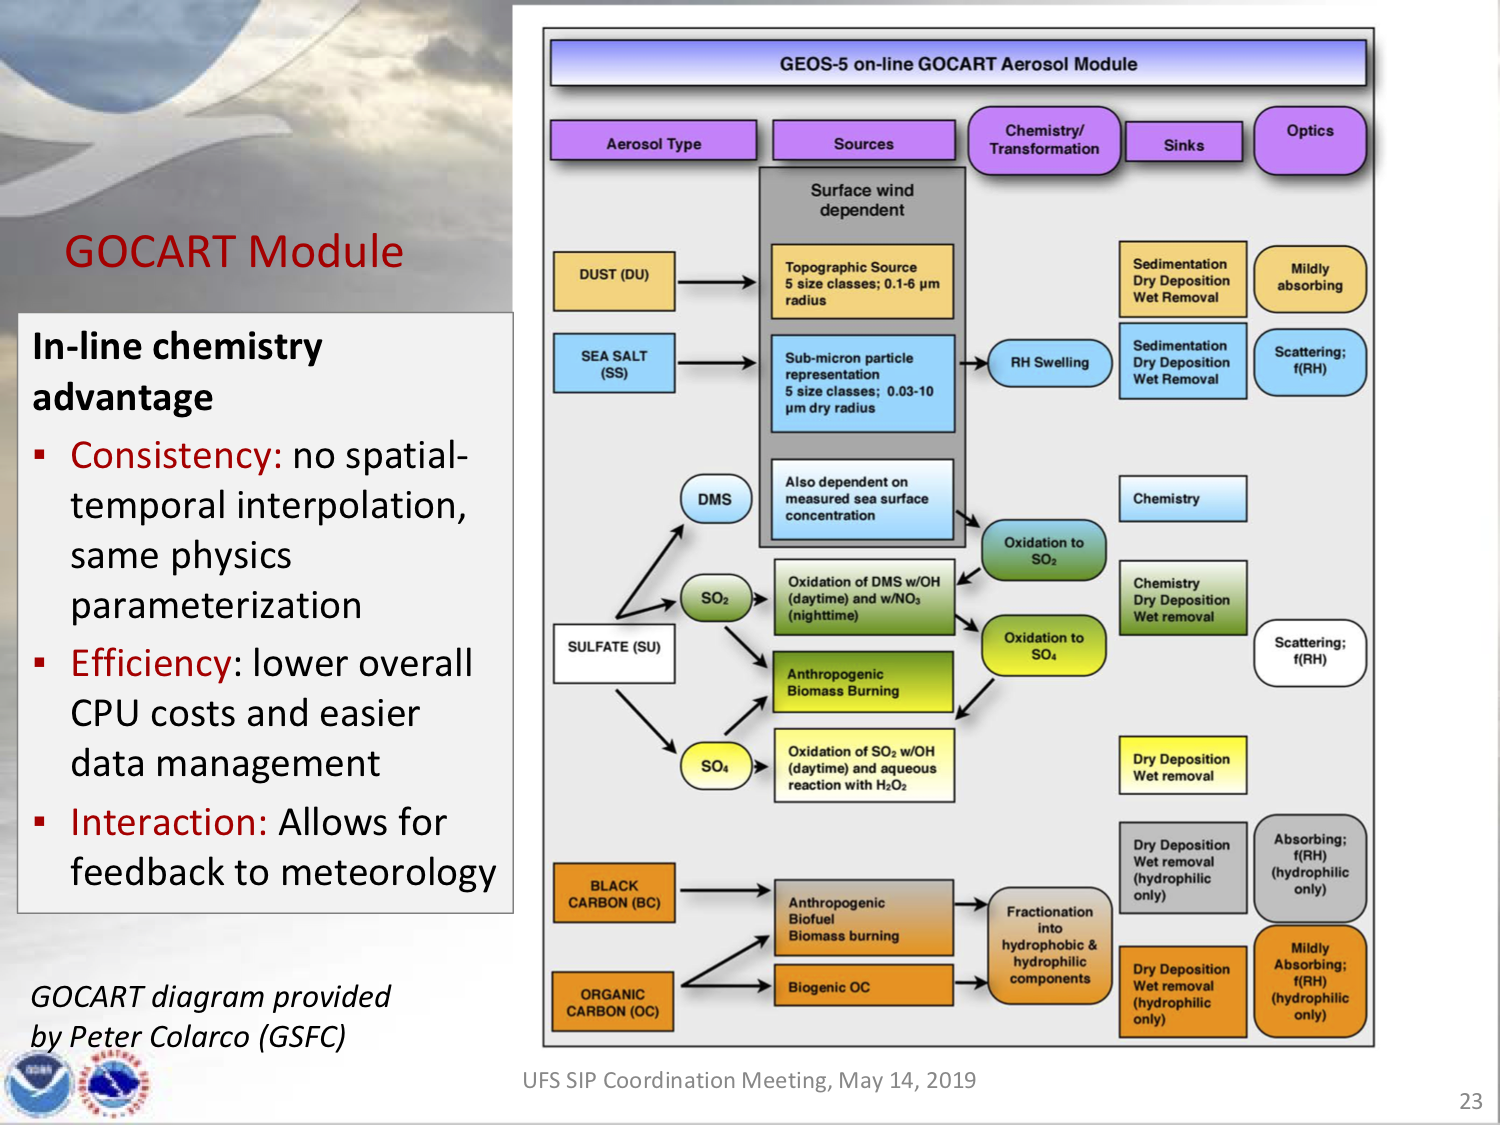 GOCART Module
In-line chemistry
advantage
▪ Consistency: no spatial-
temporal interpolation,
same physics
parameterization
▪ Efficiency: lower overall
CPU costs and easier
data management
▪ Interaction: Allows for
feedback to meteorology
GOCART diagram provided
by Peter Colarco (GSFC)
GEOS-5 on-line GOCART Aerosol Module
Aerosol Type
Sources
Chemistry/
Transformation
Sinks
Optics
Surface wind
dependent
DUST (DU)
Topographic Source
5 size classes; 0.1-6 µm
radius
Sedimentation
Dry Deposition
Wet Removal
Mildly
absorbing
SEA SALT
(SS)
Sub-micron particle
representation
5 size classes; 0.03-10
µm dry radius
RH Swelling
Sedimentation
Dry Deposition
Wet Removal
Scattering;
f(RH)
DMS
Also dependent on
measured sea surface
concentration
Chemistry
Oxidation to
SO₂
SO₂
Oxidation of DMS w/OH
(daytime) and w/NO₃
(nighttime)
Chemistry
Dry Deposition
Wet removal
SULFATE (SU)
Oxidation to
SO₄
Scattering;
f(RH)
Anthropogenic
Biomass Burning
SO₄
Oxidation of SO₂ w/OH
(daytime) and aqueous
reaction with H₂O₂
Dry Deposition
Wet removal
BLACK
CARBON (BC)
Anthropogenic
Biofuel
Biomass burning
Fractionation
into
hydrophobic &
hydrophilic
components
Dry Deposition
Wet removal
(hydrophilic
only)
Absorbing;
f(RH)
(hydrophilic
only)
ORGANIC
CARBON (OC)
Biogenic OC
Dry Deposition
Wet removal
(hydrophilic
only)
Mildly
Absorbing;
f(RH)
(hydrophilic
only)
UFS SIP Coordination Meeting, May 14, 2019
23